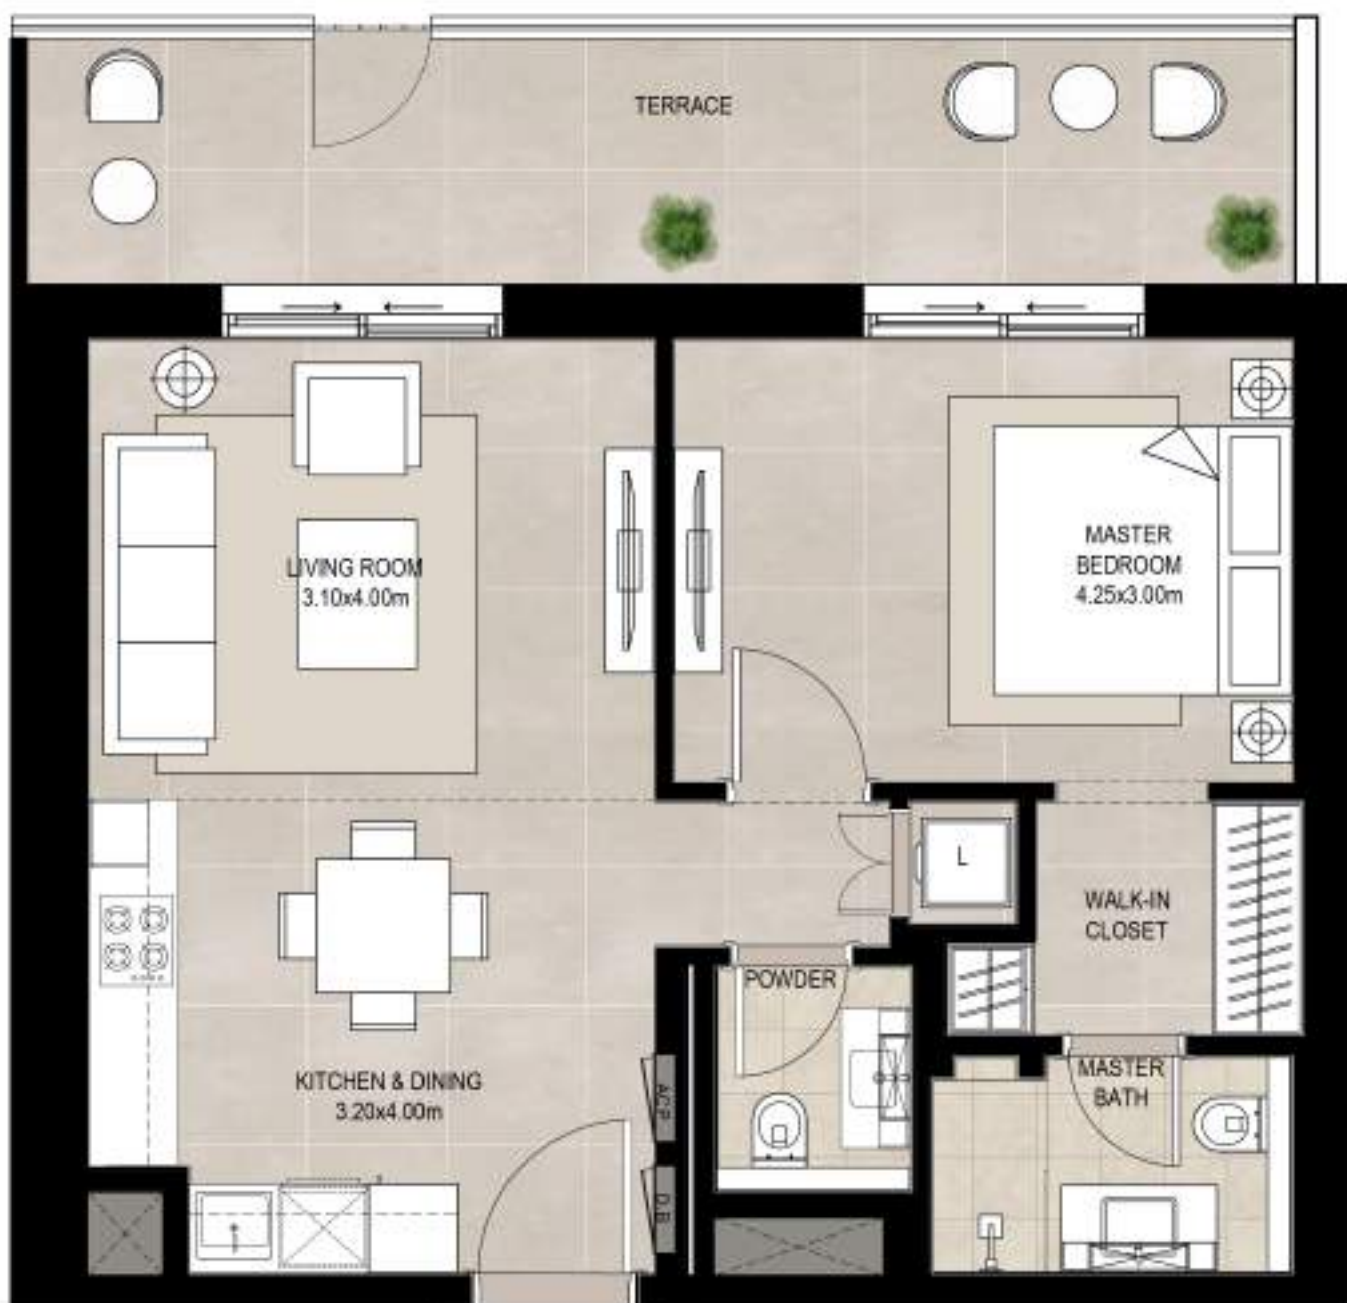 TERRACE
LIVING ROOM
3.10x4.00m
MASTER
BEDROOM
4.25x3.00m
L
WALK-IN
CLOSET
POWDER
KITCHEN & DINING
3.20x4.00m
MASTER
BATH
ACP
D.B